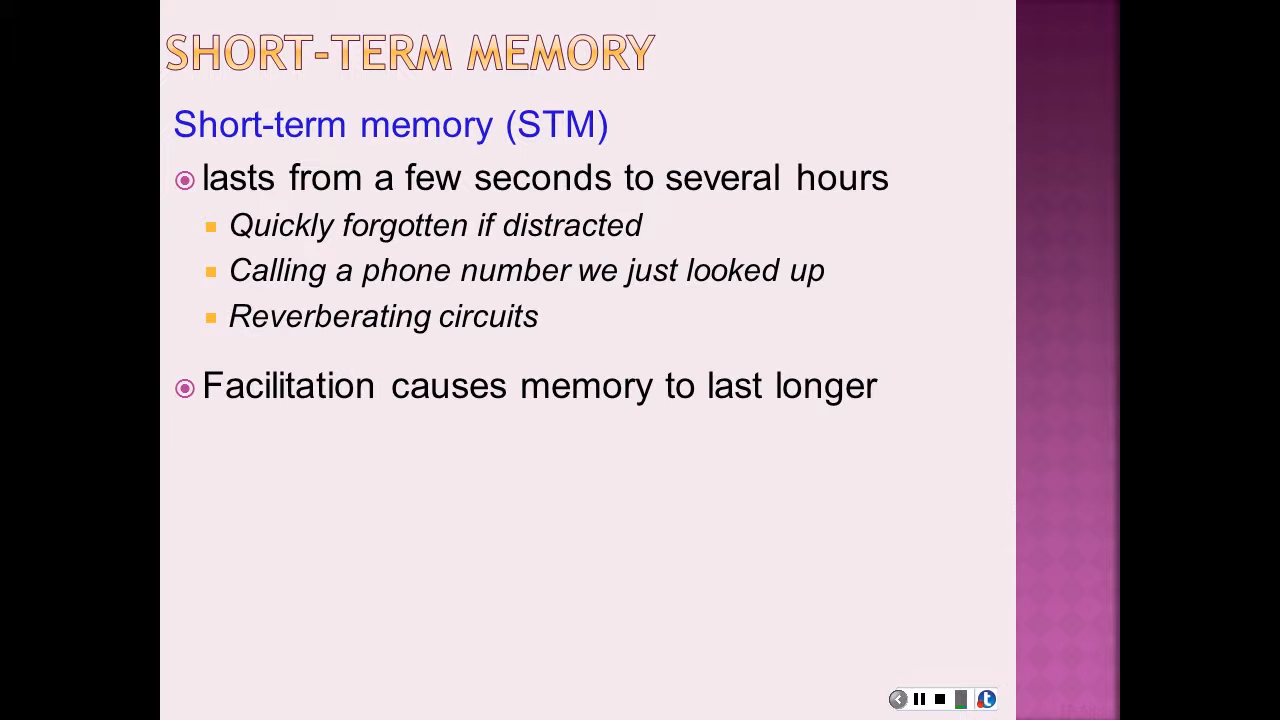 SHORT-TERM MEMORY
Short-term memory (STM)
lasts from a few seconds to several hours
Quickly forgotten if distracted
Calling a phone number we just looked up
Reverberating circuits
Facilitation causes memory to last longer
t